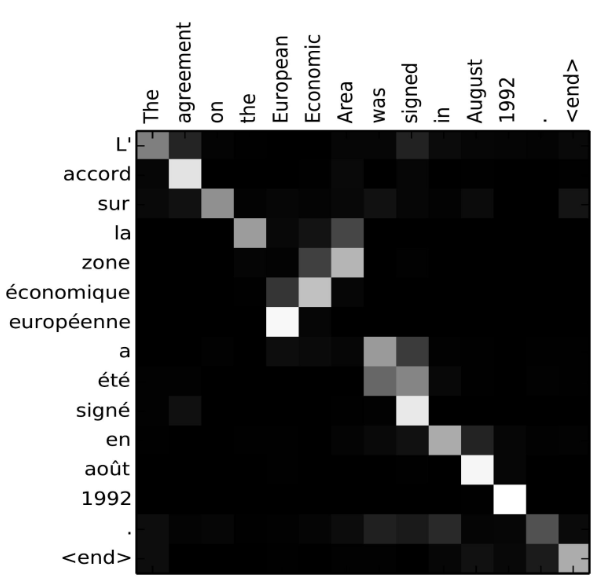 The agreement on the European Economic Area was signed in August 1992 . <end>
L'
accord
sur
la
zone
économique
européenne
a
été
signé
en
août
1992
.
<end>